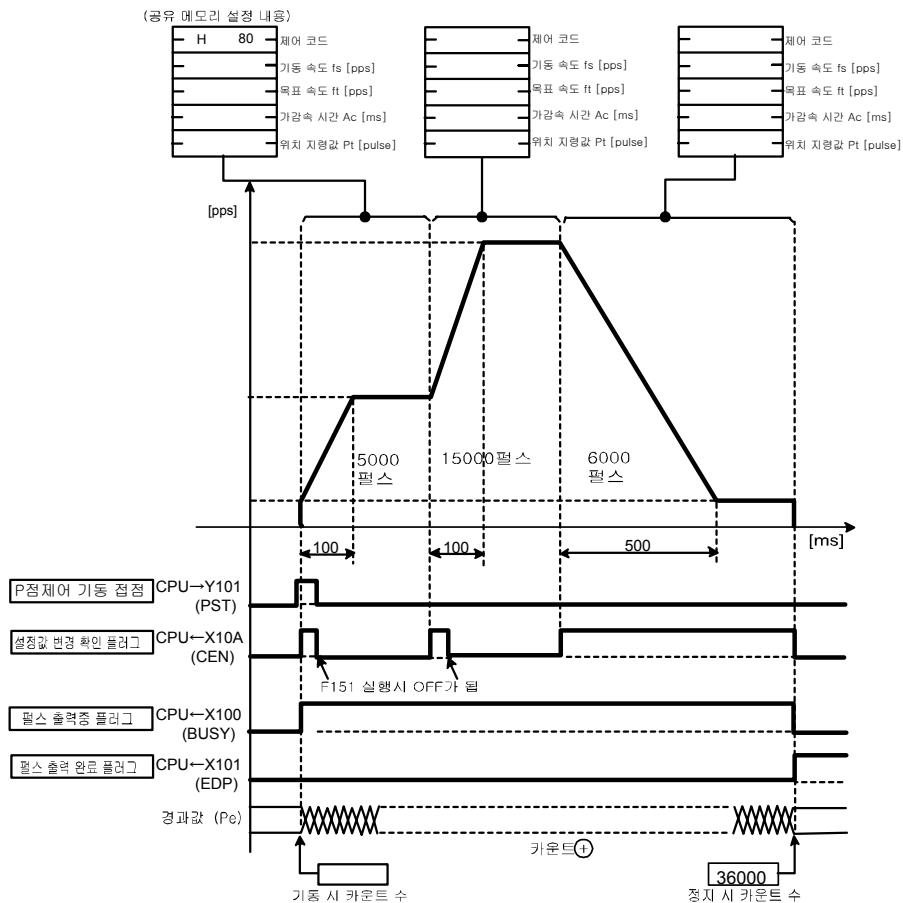 (공유 메모리 설정 내용)
H 80 제어 코드
기동 속도 fs [pps]
목표 속도 ft [pps]
가감속 시간 Ac [ms]
위치 지령값 Pt [pulse]
제어 코드
기동 속도 fs [pps]
목표 속도 ft [pps]
가감속 시간 Ac [ms]
위치 지령값 Pt [pulse]
제어 코드
기동 속도 fs [pps]
목표 속도 ft [pps]
가감속 시간 Ac [ms]
위치 지령값 Pt [pulse]
[pps]
5000
펄스
15000펄스
6000
펄스
100
100
500
[ms]
P점제어 기동 접점 CPU→Y101
(PST)
설정값 변경 확인 플러그 CPU←X10A
(CEN)
F151 실행시 OFF가 됩
펄스 출력중 플러그 CPU←X100
(BUSY)
펄스 출력 완료 플러그 CPU←X101
(EDP)
경과값 (Pe)
카운트+
기동 시 카운트 수
36000
정지 시 카운트 수